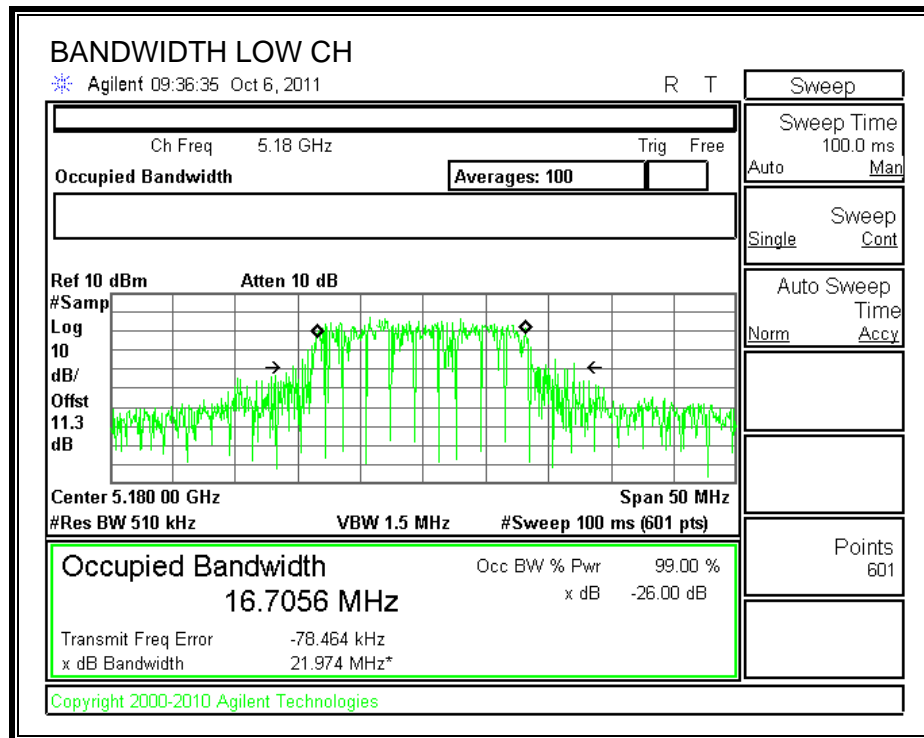 BANDWIDTH LOW CH
Agilent 09:36:35 Oct 6, 2011 R T
Ch Freq 5.18 GHz Trig Free
Occupied Bandwidth Averages: 100
Ref 10 dBm Atten 10 dB
#Samp
Log
10
dB/
Offst
11.3
dB
Center 5.180 00 GHz Span 50 MHz
#Res BW 510 kHz VBW 1.5 MHz #Sweep 100 ms (601 pts)
Occupied Bandwidth Occ BW % Pwr 99.00 %
16.7056 MHz x dB -26.00 dB
Transmit Freq Error -78.464 kHz
x dB Bandwidth 21.974 MHz*
Copyright 2000-2010 Agilent Technologies
Sweep
Sweep Time
100.0 ms
Auto Man
Sweep
Single Cont
Auto Sweep
Time
Norm Accy
Points
601